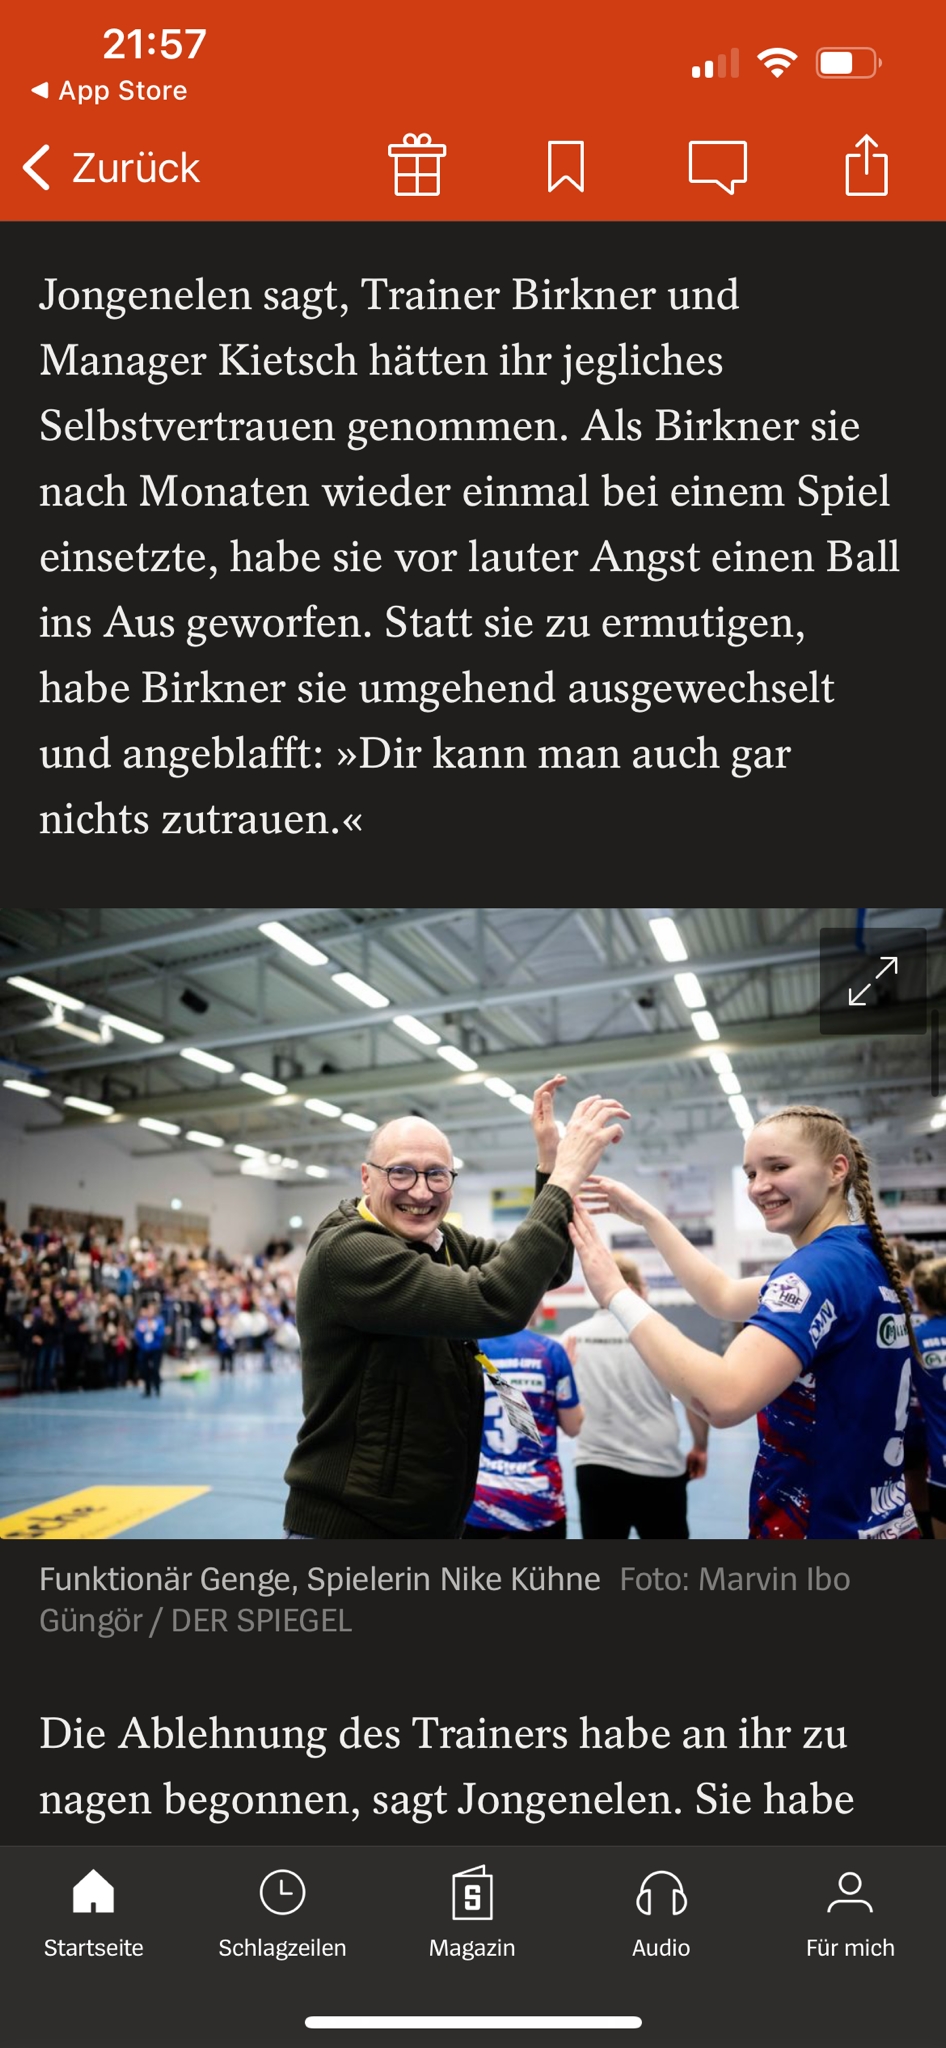 21:57
App Store
Zurück
Jongenelen sagt, Trainer Birkner und
Manager Kietsch hätten ihr jegliches
Selbstvertrauen genommen. Als Birkner sie
nach Monaten wieder einmal bei einem Spiel
einsetzte, habe sie vor lauter Angst einen Ball
ins Aus geworfen. Statt sie zu ermutigen,
habe Birkner sie umgehend ausgewechselt
und angeblafft: »Dir kann man auch gar
nichts zutrauen.«
HBF
DMV
MEYER
3
Funktionär Genge, Spielerin Nike Kühne Foto: Marvin Ibo
Güngör / DER SPIEGEL
Die Ablehnung des Trainers habe an ihr zu
nagen begonnen, sagt Jongenelen. Sie habe
Startseite
Schlagzeilen
S
Magazin
Audio
Für mich